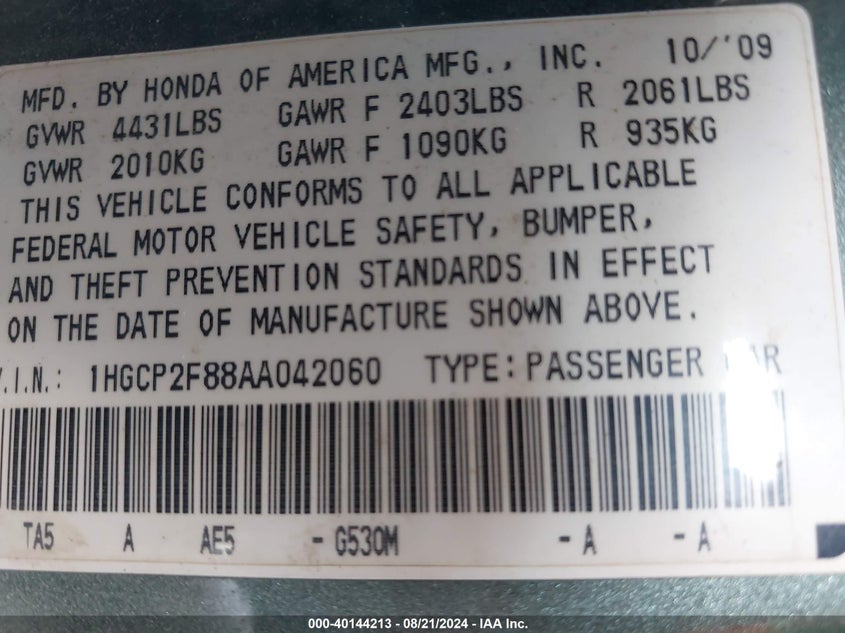 MFD. BY HONDA OF AMERICA MFG., INC. 10/'09
GVWR 4431LBS GAWR F 2403LBS R 2061LBS
GVWR 2010KG GAWR F 1090KG R 935KG
THIS VEHICLE CONFORMS TO ALL APPLICABLE
FEDERAL MOTOR VEHICLE SAFETY, BUMPER,
AND THEFT PREVENTION STANDARDS IN EFFECT
ON THE DATE OF MANUFACTURE SHOWN ABOVE.
V.I.N.: 1HGCP2F88AA042060 TYPE: PASSENGER CAR
TA5 A AE5 - G530M - A - A
000-40144213 - 08/21/2024 - IAA Inc.